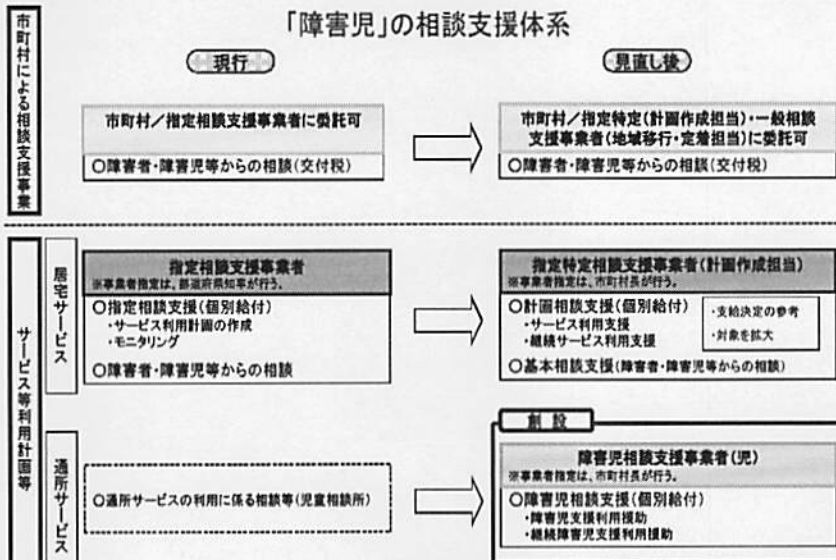 「障害児」の相談支援体系
現行
見直し後
市町村による相談支援事業
市町村／指定相談支援事業者に委託可
○障害者・障害児等からの相談(交付税)
市町村／指定特定(計画作成担当)・一般相談
支援事業者(地域移行・定着担当)に委託可
○障害者・障害児等からの相談(交付税)
サービス等利用計画等
居宅サービス
指定相談支援事業者
※事業者指定は、都道府県知事が行う。
○指定相談支援(個別給付)
・サービス利用計画の作成
・モニタリング
○障害者・障害児等からの相談
指定特定相談支援事業者(計画作成担当)
※事業者指定は、市町村長が行う。
○計画相談支援(個別給付)
・サービス利用支援
・継続サービス利用支援
・支給決定の参考
・対象を拡大
○基本相談支援(障害者・障害児等からの相談)
通所サービス
○通所サービスの利用に係る相談等(児童相談所)
創設
障害児相談支援事業者(児)
※事業者指定は、市町村長が行う。
○障害児相談支援(個別給付)
・障害児支援利用援助
・継続障害児支援利用援助